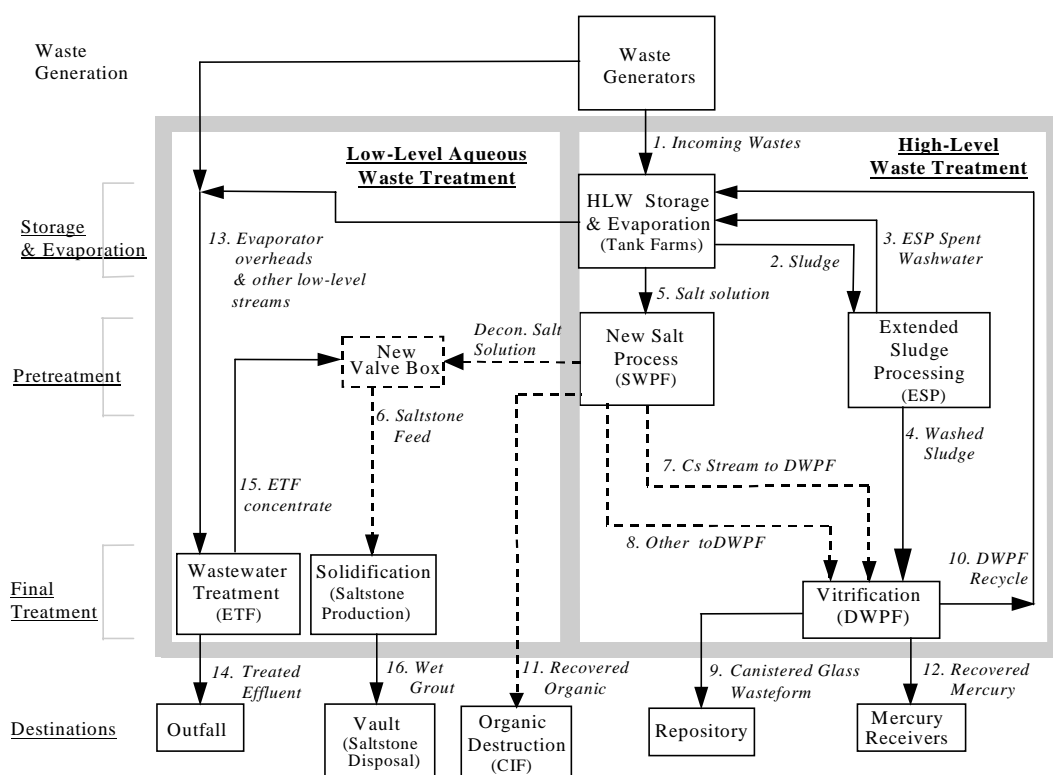 Waste
Generation
Waste
Generators
1. Incoming Wastes
Low-Level Aqueous
Waste Treatment
High-Level
Waste Treatment
Storage
& Evaporation
HLW Storage
& Evaporation
(Tank Farms)
13. Evaporator
overheads
& other low-level
streams
3. ESP Spent
Washwater
2. Sludge
5. Salt solution
Pretreatment
New
Valve Box
Decon. Salt
Solution
New Salt
Process
(SWPF)
Extended
Sludge
Processing
(ESP)
6. Saltstone
Feed
4. Washed
Sludge
7. Cs Stream to DWPF
15. ETF
concentrate
8. Other toDWPF
10. DWPF
Recycle
Final
Treatment
Wastewater
Treatment
(ETF)
Solidification
(Saltstone
Production)
Vitrification
(DWPF)
14. Treated
Effluent
16. Wet
Grout
11. Recovered
Organic
9. Canistered Glass
Wasteform
12. Recovered
Mercury
Destinations
Outfall
Vault
(Saltstone
Disposal)
Organic
Destruction
(CIF)
Repository
Mercury
Receivers